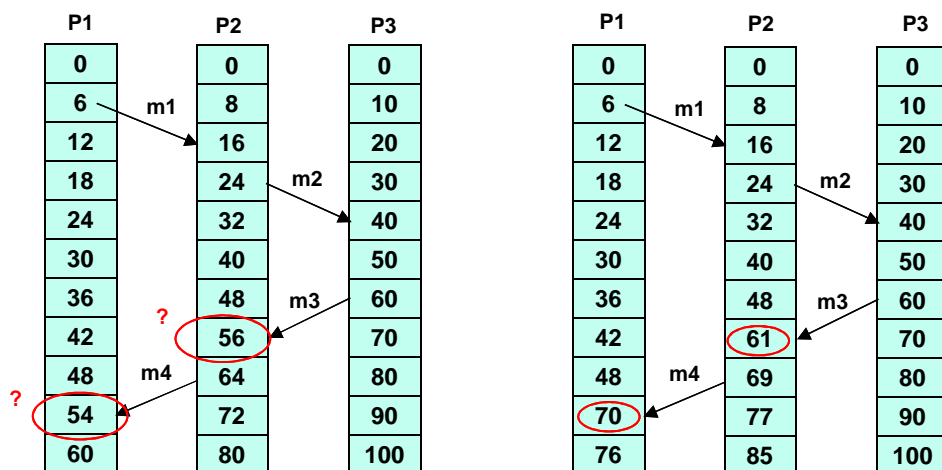 P1 P2 P3
0 0 0
6 m1 8 10
12 16 20
18 24 m2 30
24 32 40
30 40 50
36 48 m3 60
? 42 56 70
48 m4 64 80
? 54 72 90
60 80 100
P1 P2 P3
0 0 0
6 m1 8 10
12 16 20
18 24 m2 30
24 32 40
30 40 50
36 48 m3 60
42 61 70
48 m4 69 80
70 77 90
76 85 100